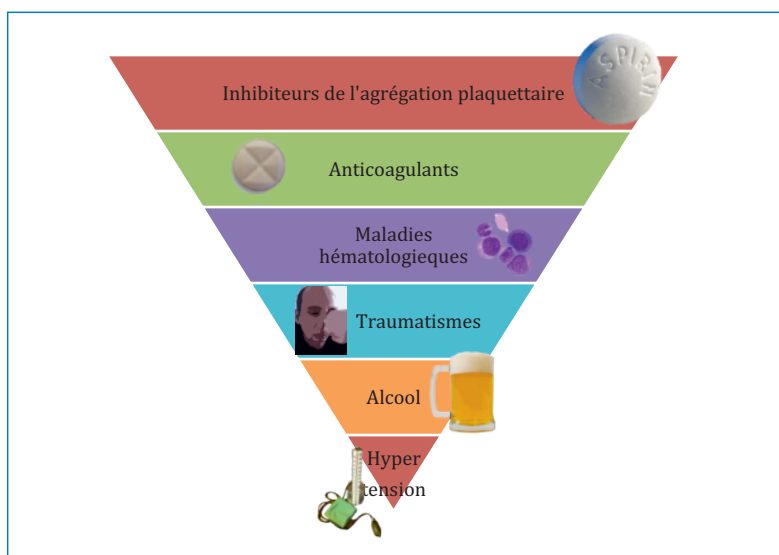 Inhibiteurs de l'agrégation plaquettaire
ASPIRIN
Anticoagulants
Maladies
hématologieques
Traumatismes
Alcool
Hyper
tension